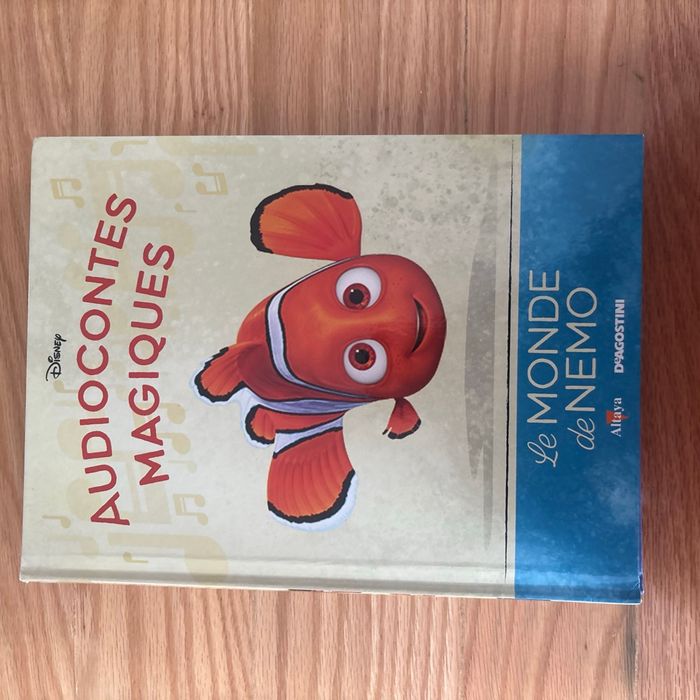 Disney
AUDIOCONTES
MAGIQUES
Le MONDE
de NEMO
Altaya DeAGOSTINI